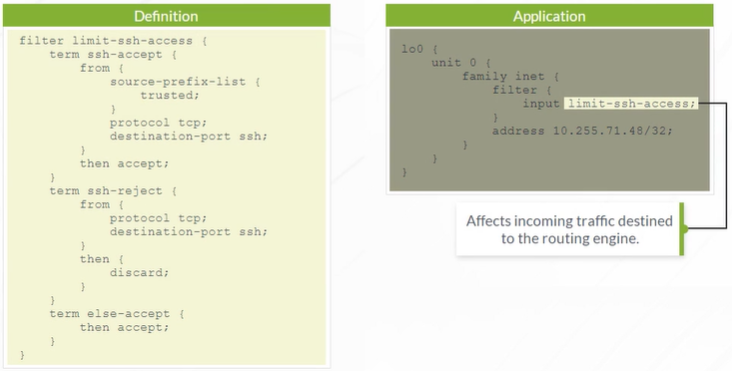 Definition
filter limit-ssh-access {
term ssh-accept {
from {
source-prefix-list {
trusted;
}
protocol tcp;
destination-port ssh;
}
then accept;
}
term ssh-reject {
from {
protocol tcp;
destination-port ssh;
}
then {
discard;
}
}
term else-accept {
then accept;
}
}
Application
lo0 {
unit 0 {
family inet {
filter {
input limit-ssh-access;
}
address 10.255.71.48/32;
}
}
}
Affects incoming traffic destined
to the routing engine.